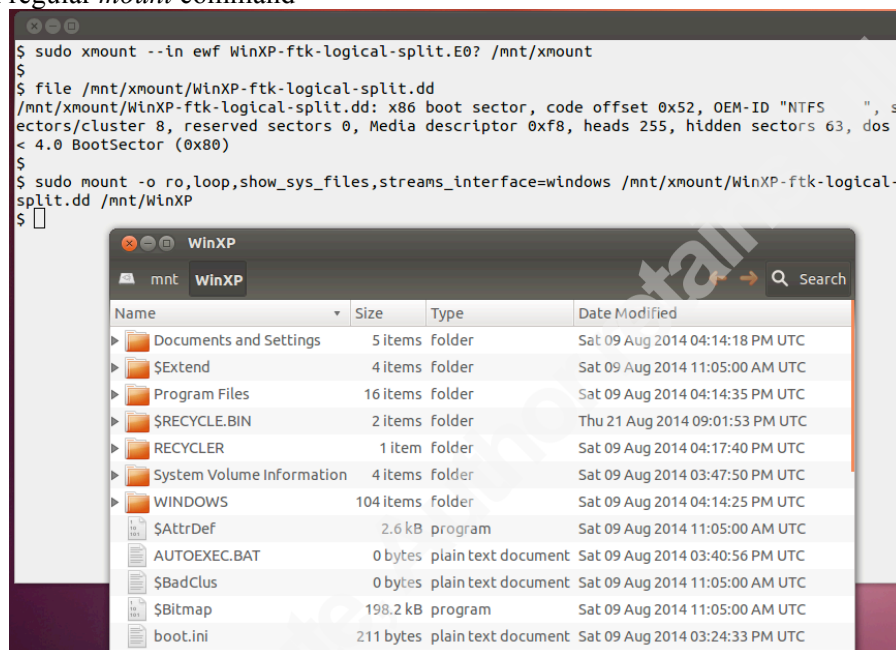 regular mount command
$ sudo xmount --in ewf WinXP-ftk-logical-split.E0? /mnt/xmount
$
$ file /mnt/xmount/WinXP-ftk-logical-split.dd
/mnt/xmount/WinXP-ftk-logical-split.dd: x86 boot sector, code offset 0x52, OEM-ID "NTFS    ", s
ectors/cluster 8, reserved sectors 0, Media descriptor 0xf8, heads 255, hidden sectors 63, dos
< 4.0 BootSector (0x80)
$
$ sudo mount -o ro,loop,show_sys_files,streams_interface=windows /mnt/xmount/WinXP-ftk-logical-
split.dd /mnt/WinXP
$
WinXP
mnt WinXP Search
Name Size Type Date Modified
Documents and Settings 5 items folder Sat 09 Aug 2014 04:14:18 PM UTC
$Extend 4 items folder Sat 09 Aug 2014 11:05:00 AM UTC
Program Files 16 items folder Sat 09 Aug 2014 04:14:35 PM UTC
$RECYCLE.BIN 2 items folder Thu 21 Aug 2014 09:01:53 PM UTC
RECYCLER 1 item folder Sat 09 Aug 2014 04:17:40 PM UTC
System Volume Information 4 items folder Sat 09 Aug 2014 03:47:50 PM UTC
WINDOWS 104 items folder Sat 09 Aug 2014 04:14:25 PM UTC
$AttrDef 2.6 kB program Sat 09 Aug 2014 11:05:00 AM UTC
AUTOEXEC.BAT 0 bytes plain text document Sat 09 Aug 2014 03:40:56 PM UTC
$BadClus 0 bytes plain text document Sat 09 Aug 2014 11:05:00 AM UTC
$Bitmap 198.2 kB program Sat 09 Aug 2014 11:05:00 AM UTC
boot.ini 211 bytes plain text document Sat 09 Aug 2014 03:24:33 PM UTC